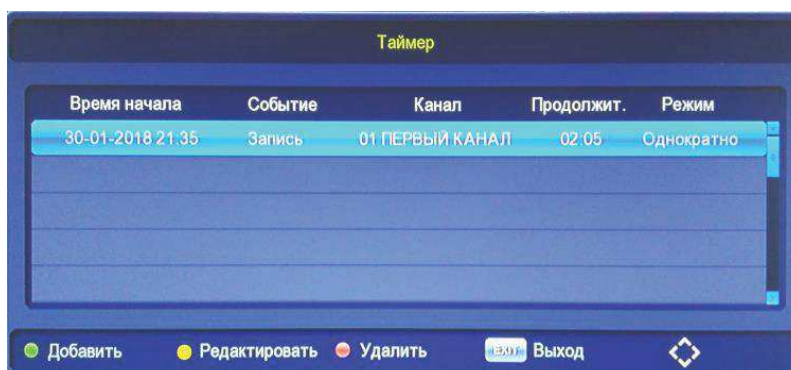 Таймер
Время начала Событие Канал Продолжит. Режим
30-01-2018 21:35 Запись 01 ПЕРВЫЙ КАНАЛ 02:05 Однократно
Добавить Редактировать Удалить EXIT Выход